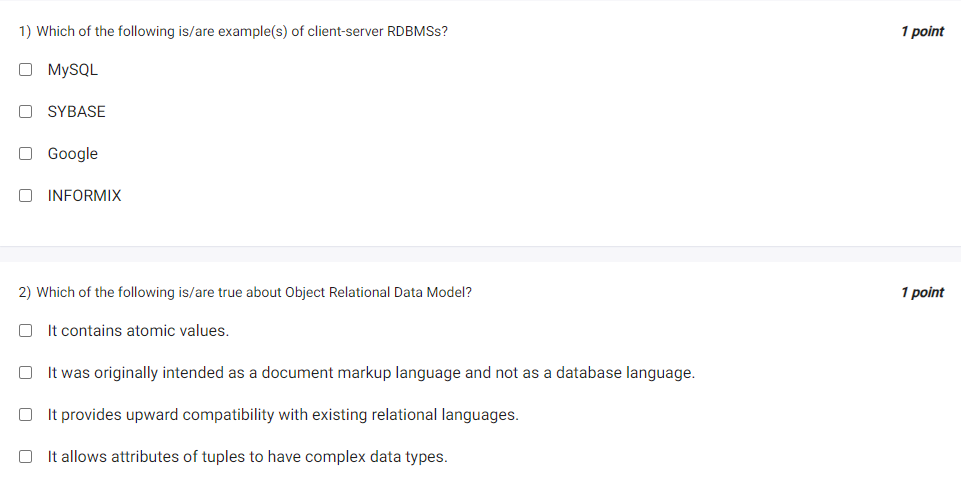 1) Which of the following is/are example(s) of client-server RDBMSs?
1 point
MySQL
SYBASE
Google
INFORMIX
2) Which of the following is/are true about Object Relational Data Model?
1 point
It contains atomic values.
It was originally intended as a document markup language and not as a database language.
It provides upward compatibility with existing relational languages.
It allows attributes of tuples to have complex data types.